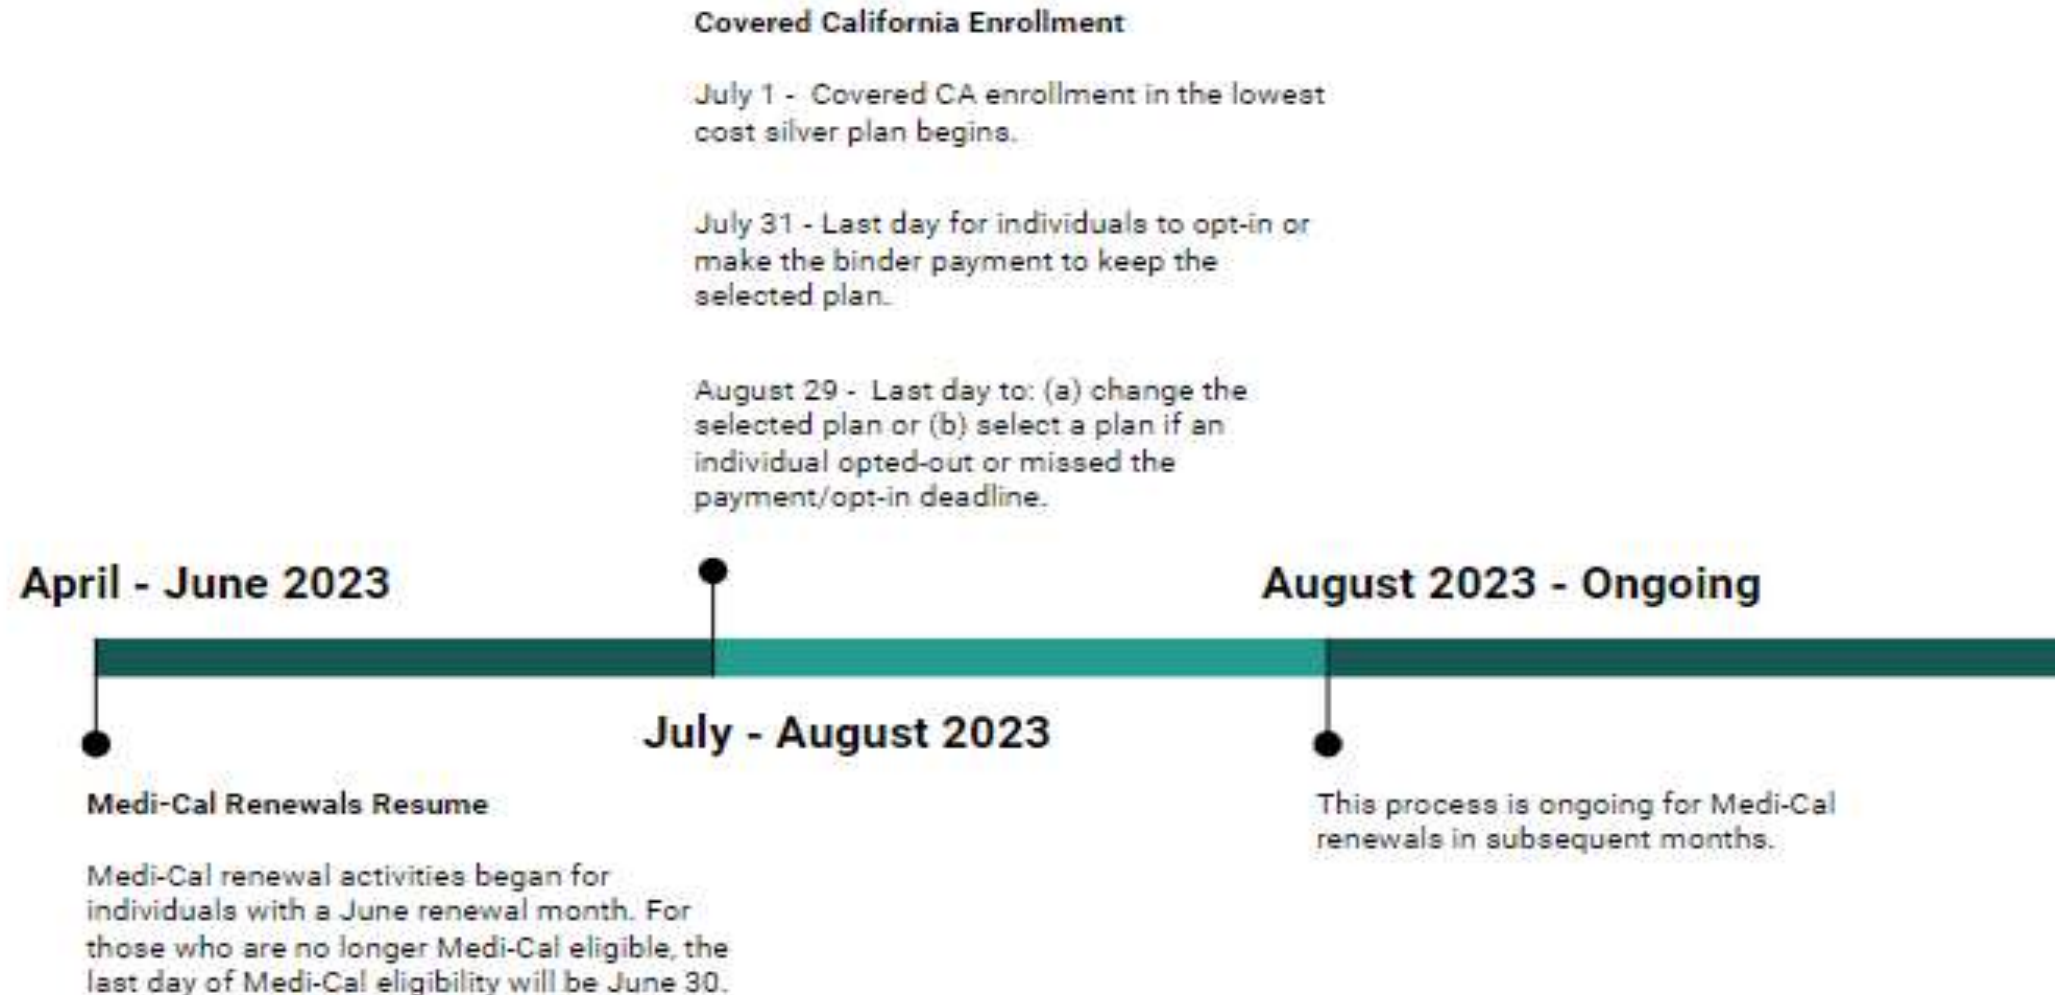 Covered California Enrollment
July 1 - Covered CA enrollment in the lowest
cost silver plan begins.
July 31 - Last day for individuals to opt-in or
make the binder payment to keep the
selected plan.
August 29 - Last day to: (a) change the
selected plan or (b) select a plan if an
individual opted-out or missed the
payment/opt-in deadline.
April - June 2023
August 2023 - Ongoing
July - August 2023
Medi-Cal Renewals Resume
Medi-Cal renewal activities began for
individuals with a June renewal month. For
those who are no longer Medi-Cal eligible, the
last day of Medi-Cal eligibility will be June 30.
This process is ongoing for Medi-Cal
renewals in subsequent months.